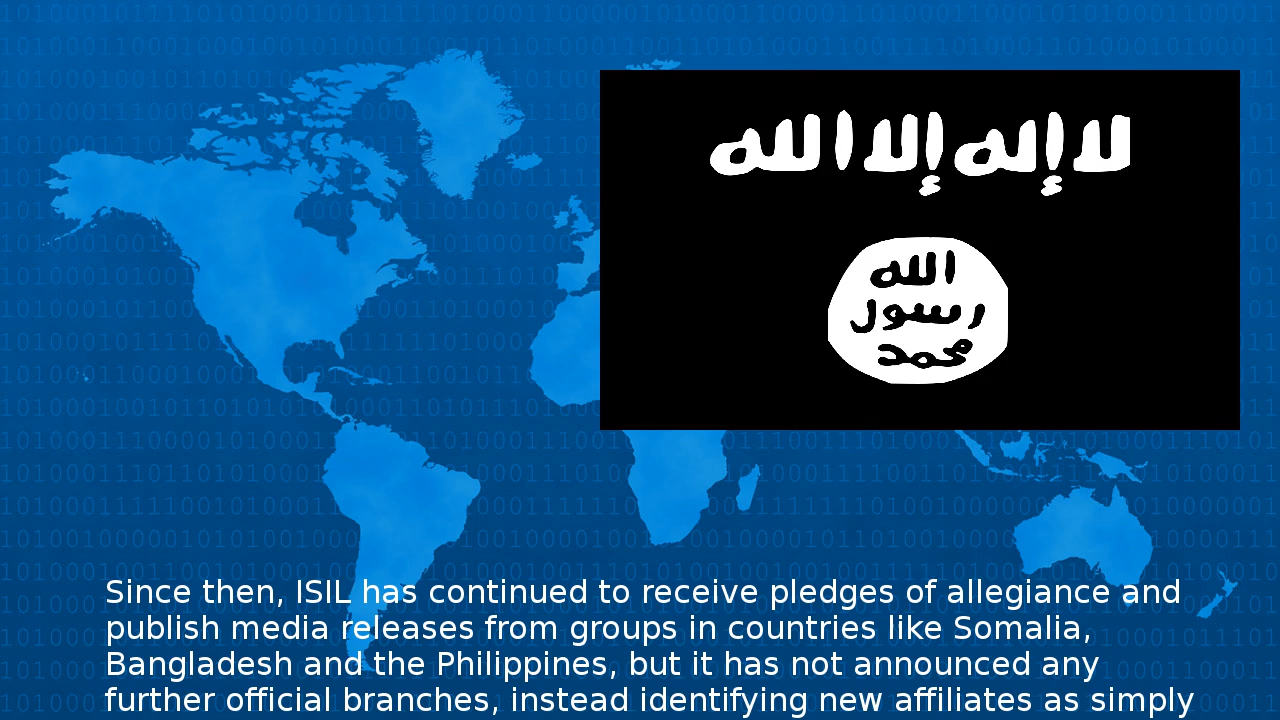 لا إله إلا الله
الله
رسول
محمد
Since then, ISIL has continued to receive pledges of allegiance and
publish media releases from groups in countries like Somalia,
Bangladesh and the Philippines, but it has not announced any
further official branches, instead identifying new affiliates as simply